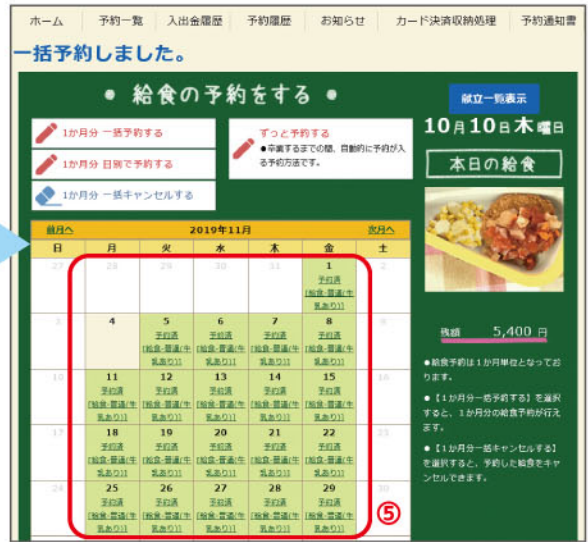 ホーム 予約一覧 入出金履歴 予約履歴 お知らせ カード決済収納処理 予約通知書
一括予約しました。
● 給食の予約をする ●
献立一覧表示
1か月分 一括予約する
1か月分 日別で予約する
1か月分 一括キャンセルする
ずっと予約する
●卒業するまでの間、自動的に予約が入
る予約方法です。
10月10日木曜日
本日の給食
前月へ 2019年11月 次月へ
日 月 火 水 木 金 土
27 28 29 30 31 1 2
予約済
[給食-普通(牛
乳あり)]
3 4 5 6 7 8 9
予約済 予約済 予約済 予約済
[給食-普通(牛 [給食-普通(牛 [給食-普通(牛 [給食-普通(牛
乳あり)] 乳あり)] 乳あり)] 乳あり)]
10 11 12 13 14 15 16
予約済 予約済 予約済 予約済 予約済
[給食-普通(牛 [給食-普通(牛 [給食-普通(牛 [給食-普通(牛 [給食-普通(牛
乳あり)] 乳あり)] 乳あり)] 乳あり)] 乳あり)]
17 18 19 20 21 22 23
予約済 予約済 予約済 予約済 予約済
[給食-普通(牛 [給食-普通(牛 [給食-普通(牛 [給食-普通(牛 [給食-普通(牛
乳あり)] 乳あり)] 乳あり)] 乳あり)] 乳あり)]
24 25 26 27 28 29 30
予約済 予約済 予約済 予約済 予約済
[給食-普通(牛 [給食-普通(牛 [給食-普通(牛 [給食-普通(牛 [給食-普通(牛
乳あり)] 乳あり)] 乳あり)] 乳あり)] 乳あり)]
⑤
残額 5,400 円
●給食予約は1か月単位となってお
ります。
●【1か月分一括予約する】を選択
すると、1か月分の給食予約が行え
ます。
●【1か月分一括キャンセルする】
を選択すると、予約した給食をキャ
ンセルできます。